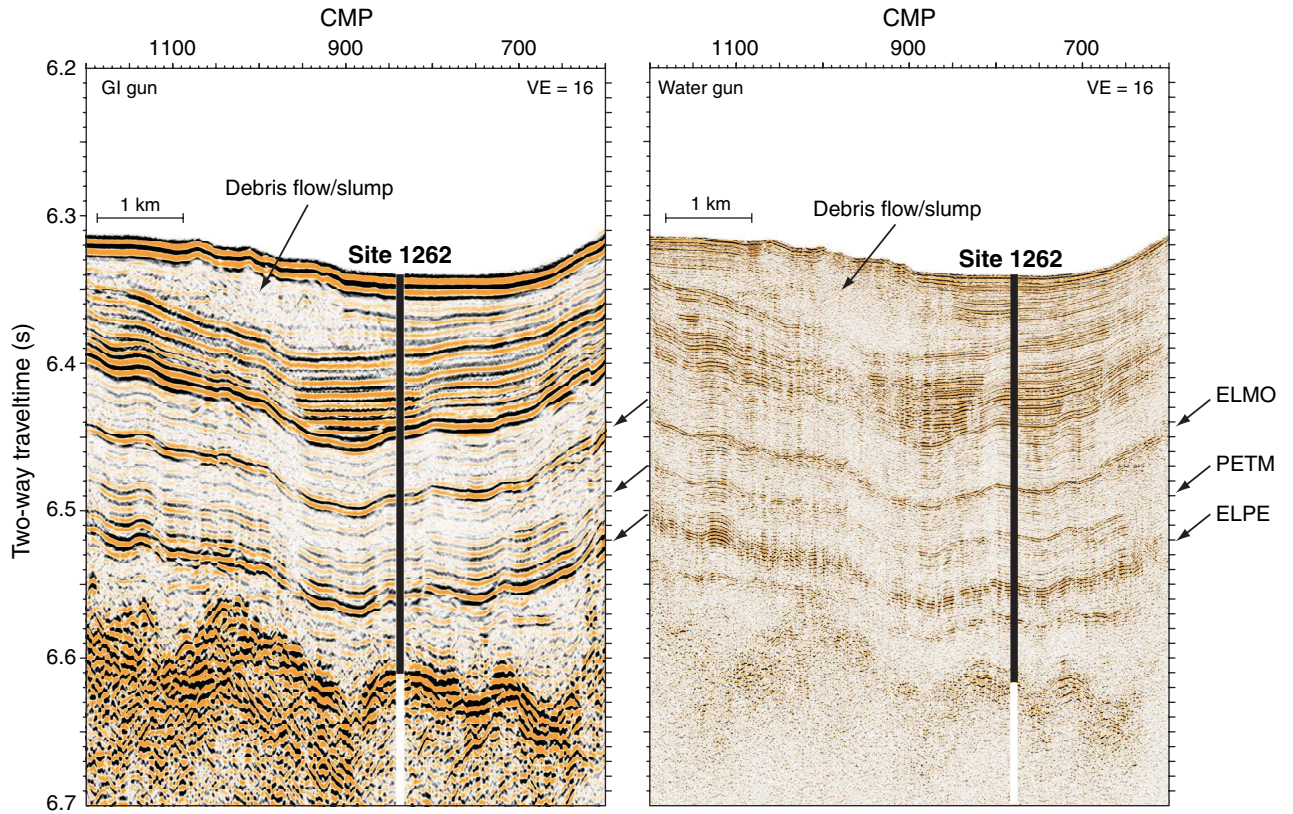 CMP
1100 900 700
GI gun VE = 16
Debris flow/slump
1 km
Site 1262
6.2
6.3
6.4
6.5
6.6
6.7
Two-way traveltime (s)
CMP
1100 900 700
Water gun VE = 16
Debris flow/slump
1 km
Site 1262
ELMO
PETM
ELPE